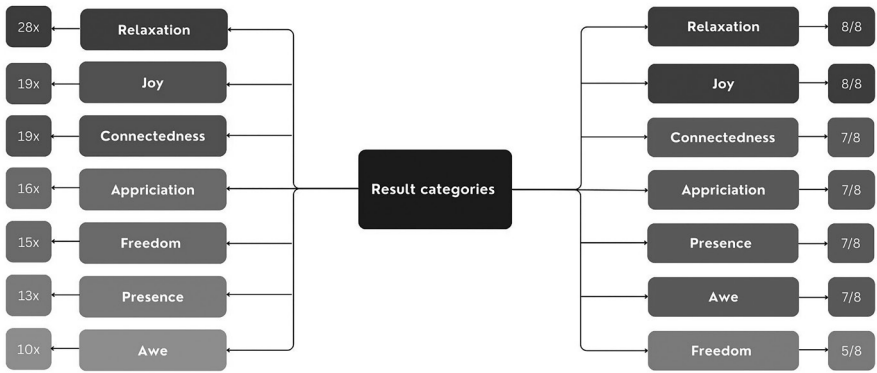 28x
Relaxation
19x
Joy
19x
Connectedness
16x
Appriciation
15x
Freedom
13x
Presence
10x
Awe
Result categories
Relaxation
8/8
Joy
8/8
Connectedness
7/8
Appriciation
7/8
Presence
7/8
Awe
7/8
Freedom
5/8